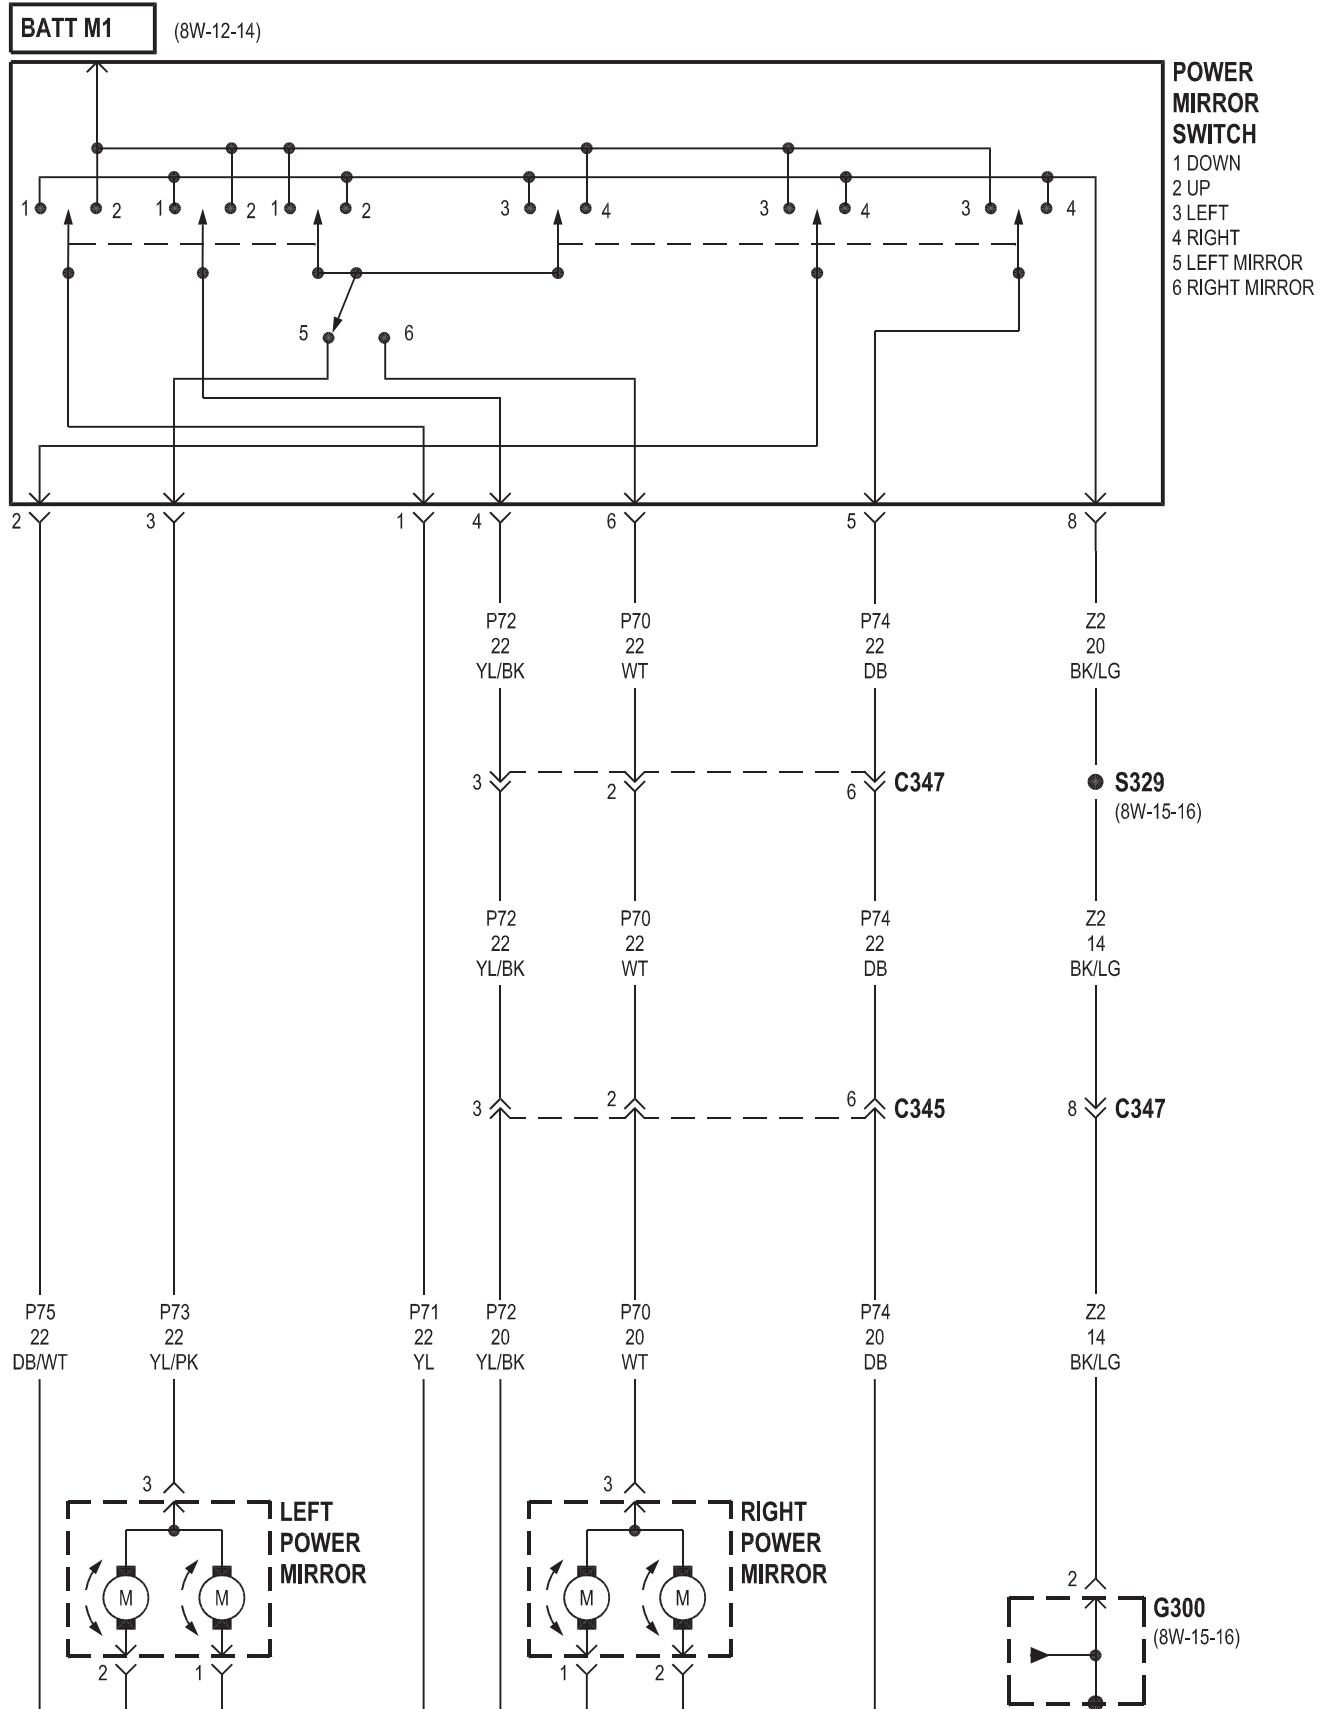 BATT M1 (8W-12-14)
POWER
MIRROR
SWITCH
1 DOWN
2 UP
3 LEFT
4 RIGHT
5 LEFT MIRROR
6 RIGHT MIRROR
1 2 1 2 1 2 3 4 3 4 3 4
5 6
2 3 1 4 6 5 8
P72 P70 P74 Z2
22 22 22 20
YL/BK WT DB BK/LG
3 2 6 C347 S329
(8W-15-16)
P72 P70 P74 Z2
22 22 22 14
YL/BK WT DB BK/LG
3 2 6 C345 8 C347
P75 P73 P71 P72 P70 P74 Z2
22 22 22 20 20 20 14
DB/WT YL/PK YL YL/BK WT DB BK/LG
3 3
LEFT RIGHT
POWER POWER
MIRROR MIRROR
M M M M
2 G300
(8W-15-16)
2 1 1 2